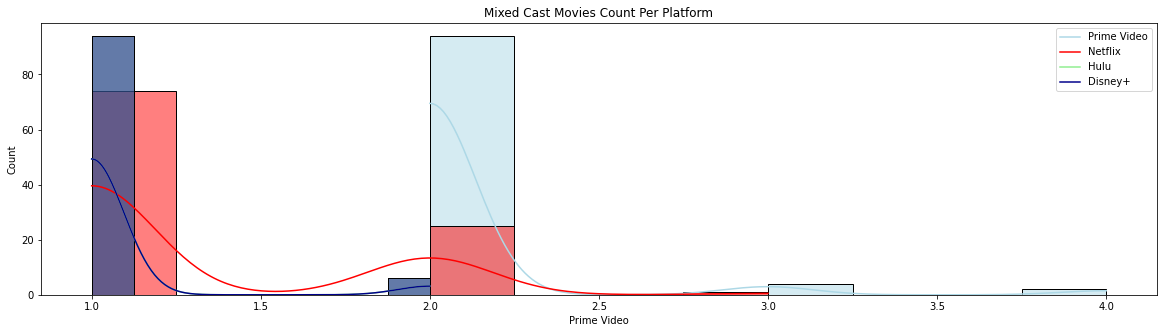 Mixed Cast Movies Count Per Platform
Prime Video
Netflix
Hulu
Disney+
Count
80
60
40
20
0
1.0 1.5 2.0 2.5 3.0 3.5 4.0
Prime Video